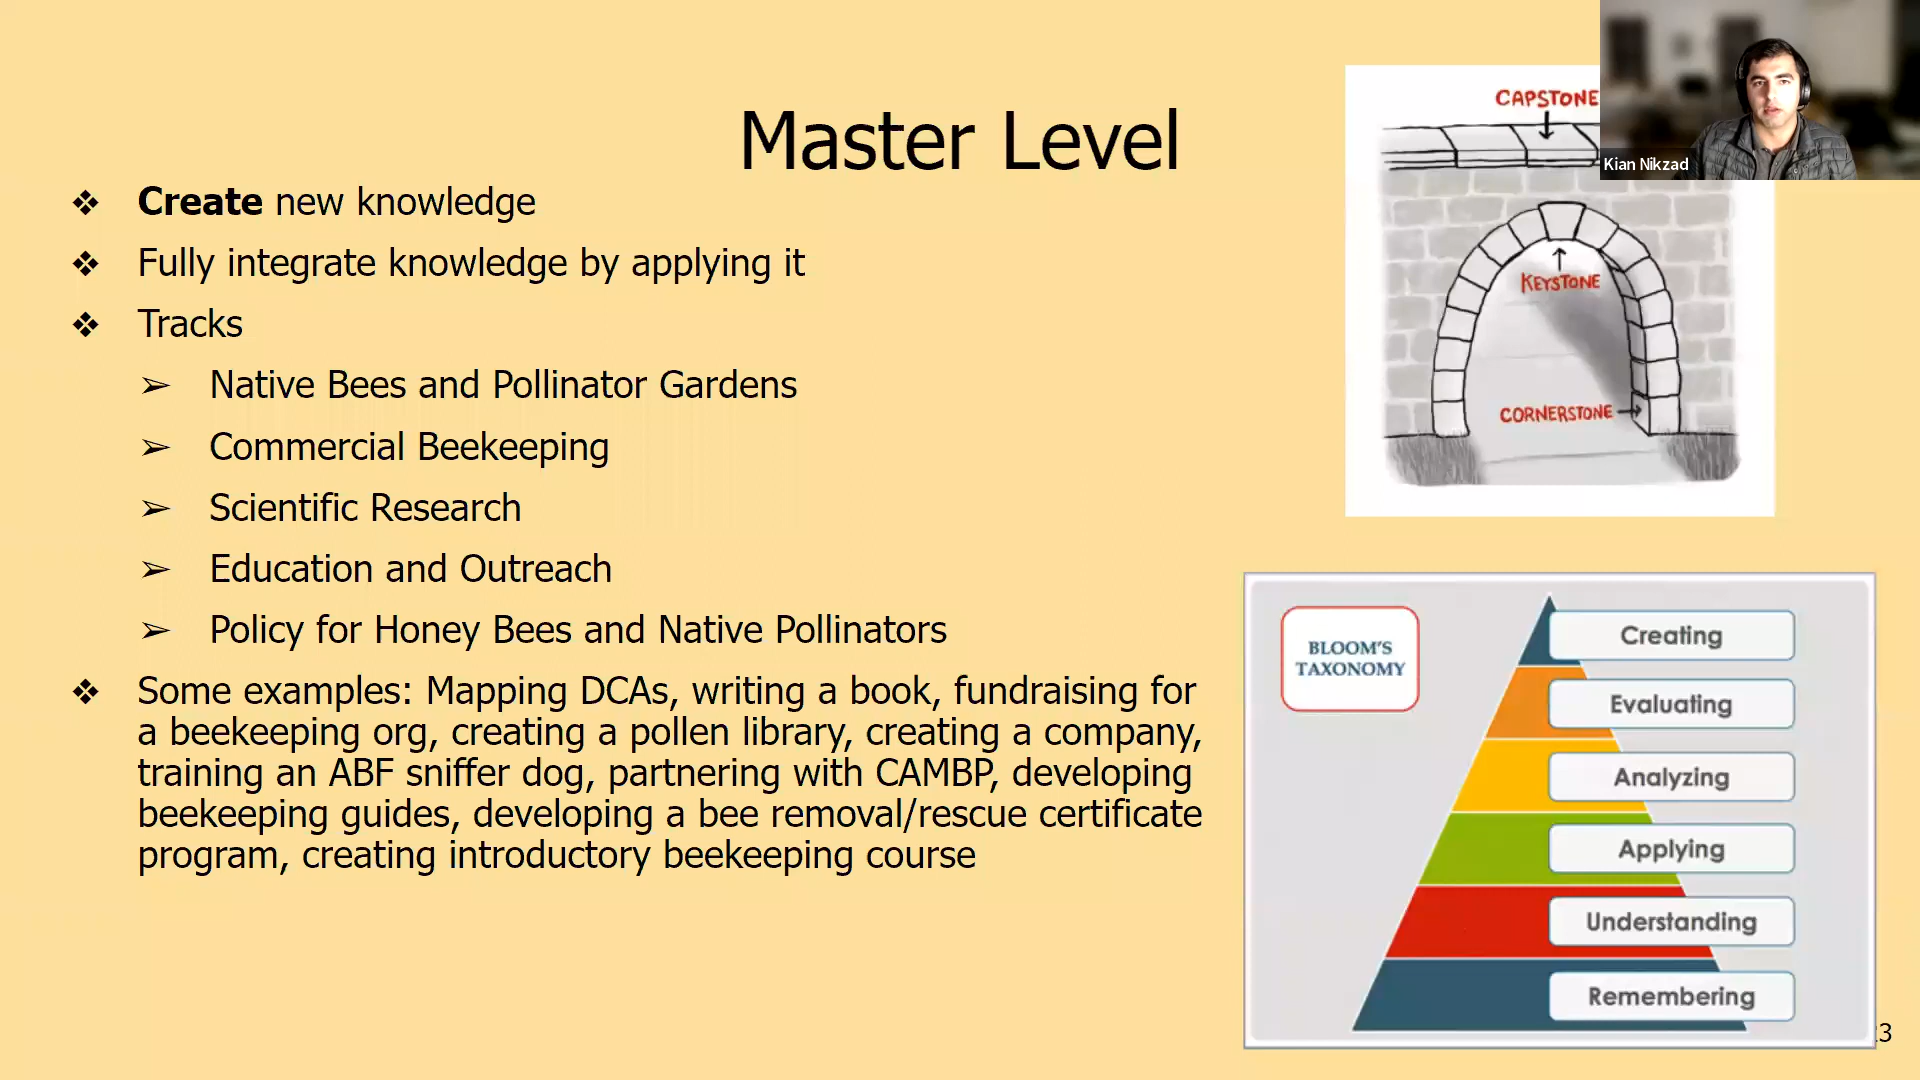 Master Level
Create new knowledge
Fully integrate knowledge by applying it
Tracks
Native Bees and Pollinator Gardens
Commercial Beekeeping
Scientific Research
Education and Outreach
Policy for Honey Bees and Native Pollinators
Some examples: Mapping DCAs, writing a book, fundraising for
a beekeeping org, creating a pollen library, creating a company,
training an ABF sniffer dog, partnering with CAMBP, developing
beekeeping guides, developing a bee removal/rescue certificate
program, creating introductory beekeeping course
CAPSTONE
KEYSTONE
CORNERSTONE
Kian Nikzad
BLOOM'S
TAXONOMY
Creating
Evaluating
Analyzing
Applying
Understanding
Remembering